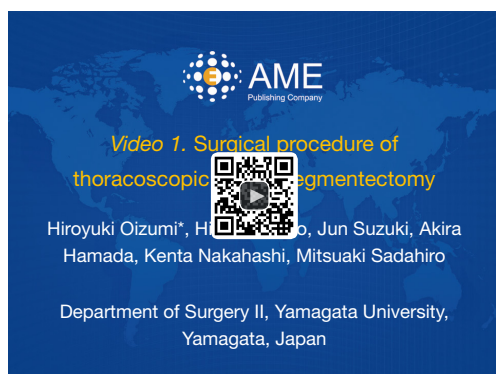 E AME
Publishing Company
Video 1. Surgical procedure of
thoracoscopic egmentectomy
Hiroyuki Oizumi*, Hi o, Jun Suzuki, Akira
Hamada, Kenta Nakahashi, Mitsuaki Sadahiro
Department of Surgery II, Yamagata University,
Yamagata, Japan